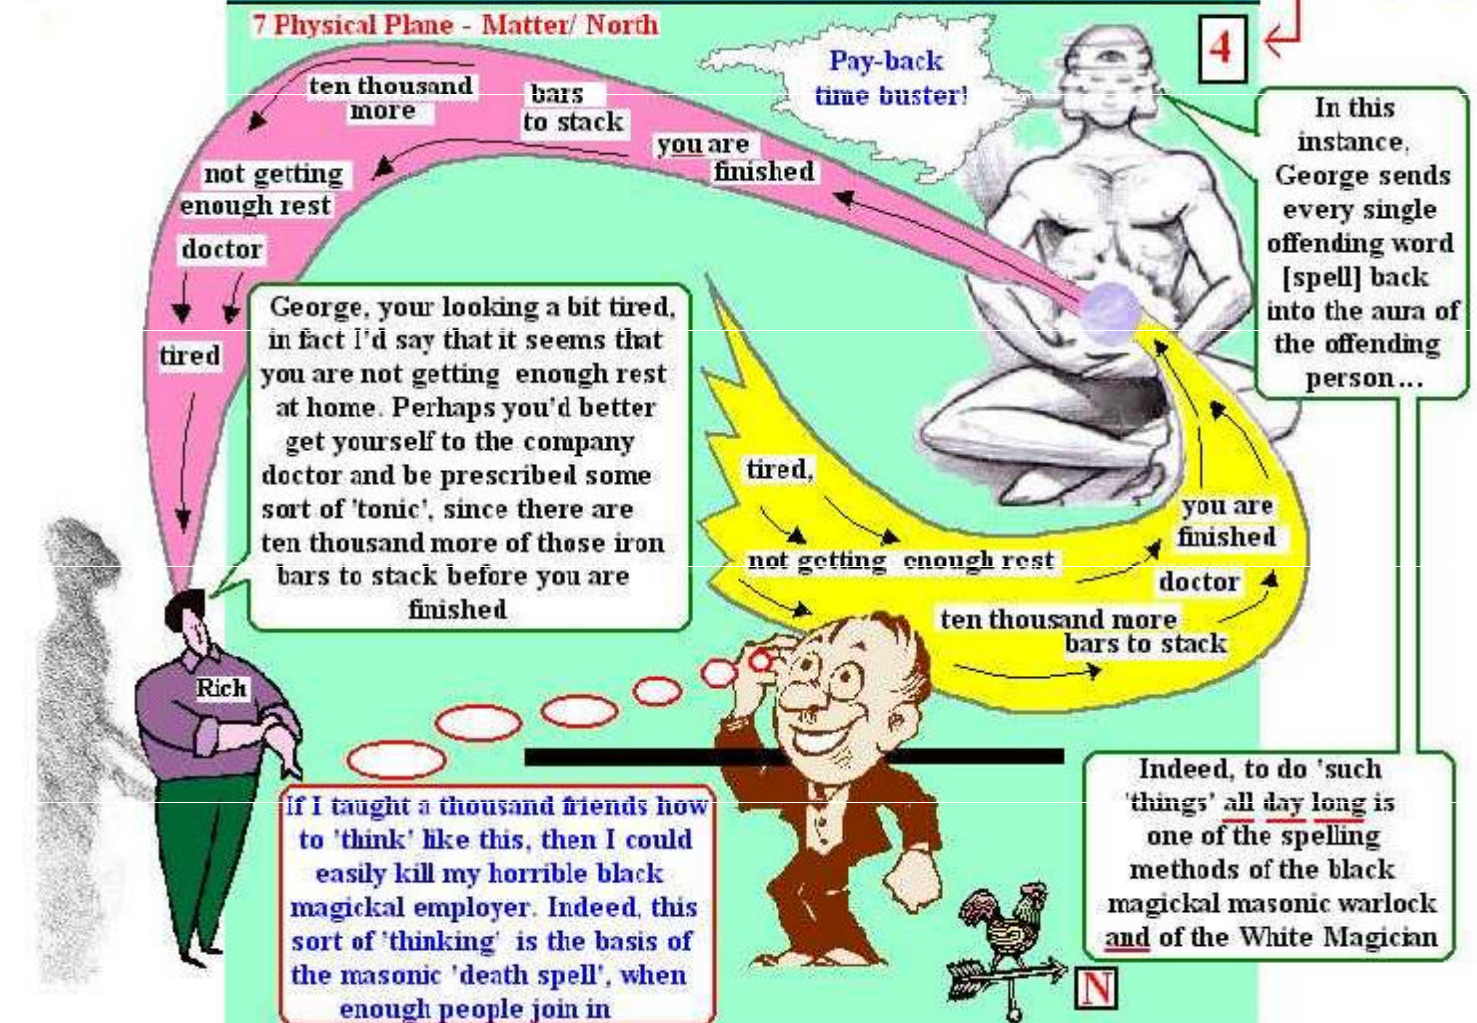 7 Physical Plane - Matter/ North
4
ten thousand
more
bars
to stack
you are
finished
not getting
enough rest
doctor
tired
Pay-back
time buster!
In this
instance,
George sends
every single
offending word
[spell] back
into the aura of
the offending
person...
George, your looking a bit tired,
in fact I'd say that it seems that
you are not getting enough rest
at home. Perhaps you'd better
get yourself to the company
doctor and be prescribed some
sort of 'tonic', since there are
ten thousand more of those iron
bars to stack before you are
finished
tired,
not getting enough rest
you are
finished
doctor
ten thousand more
bars to stack
Rich
If I taught a thousand friends how
to 'think' like this, then I could
easily kill my horrible black
magickal employer. Indeed, this
sort of 'thinking' is the basis of
the masonic 'death spell', when
enough people join in
Indeed, to do 'such
'things' all day long is
one of the spelling
methods of the black
magickal masonic warlock
and of the White Magician
N